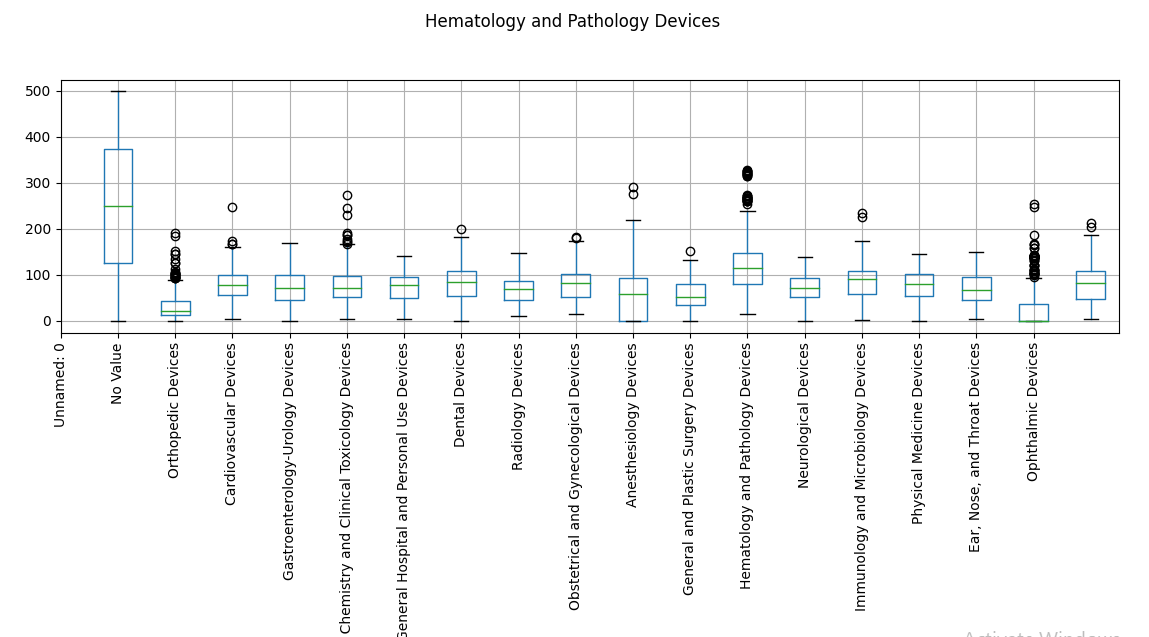 Hematology and Pathology Devices
500
400
300
200
100
0
Unnamed: 0
No Value
Orthopedic Devices
Cardiovascular Devices
Gastroenterology-Urology Devices
Chemistry and Clinical Toxicology Devices
General Hospital and Personal Use Devices
Dental Devices
Radiology Devices
Obstetrical and Gynecological Devices
Anesthesiology Devices
General and Plastic Surgery Devices
Hematology and Pathology Devices
Neurological Devices
Immunology and Microbiology Devices
Physical Medicine Devices
Ear, Nose, and Throat Devices
Ophthalmic Devices
Activate Windows